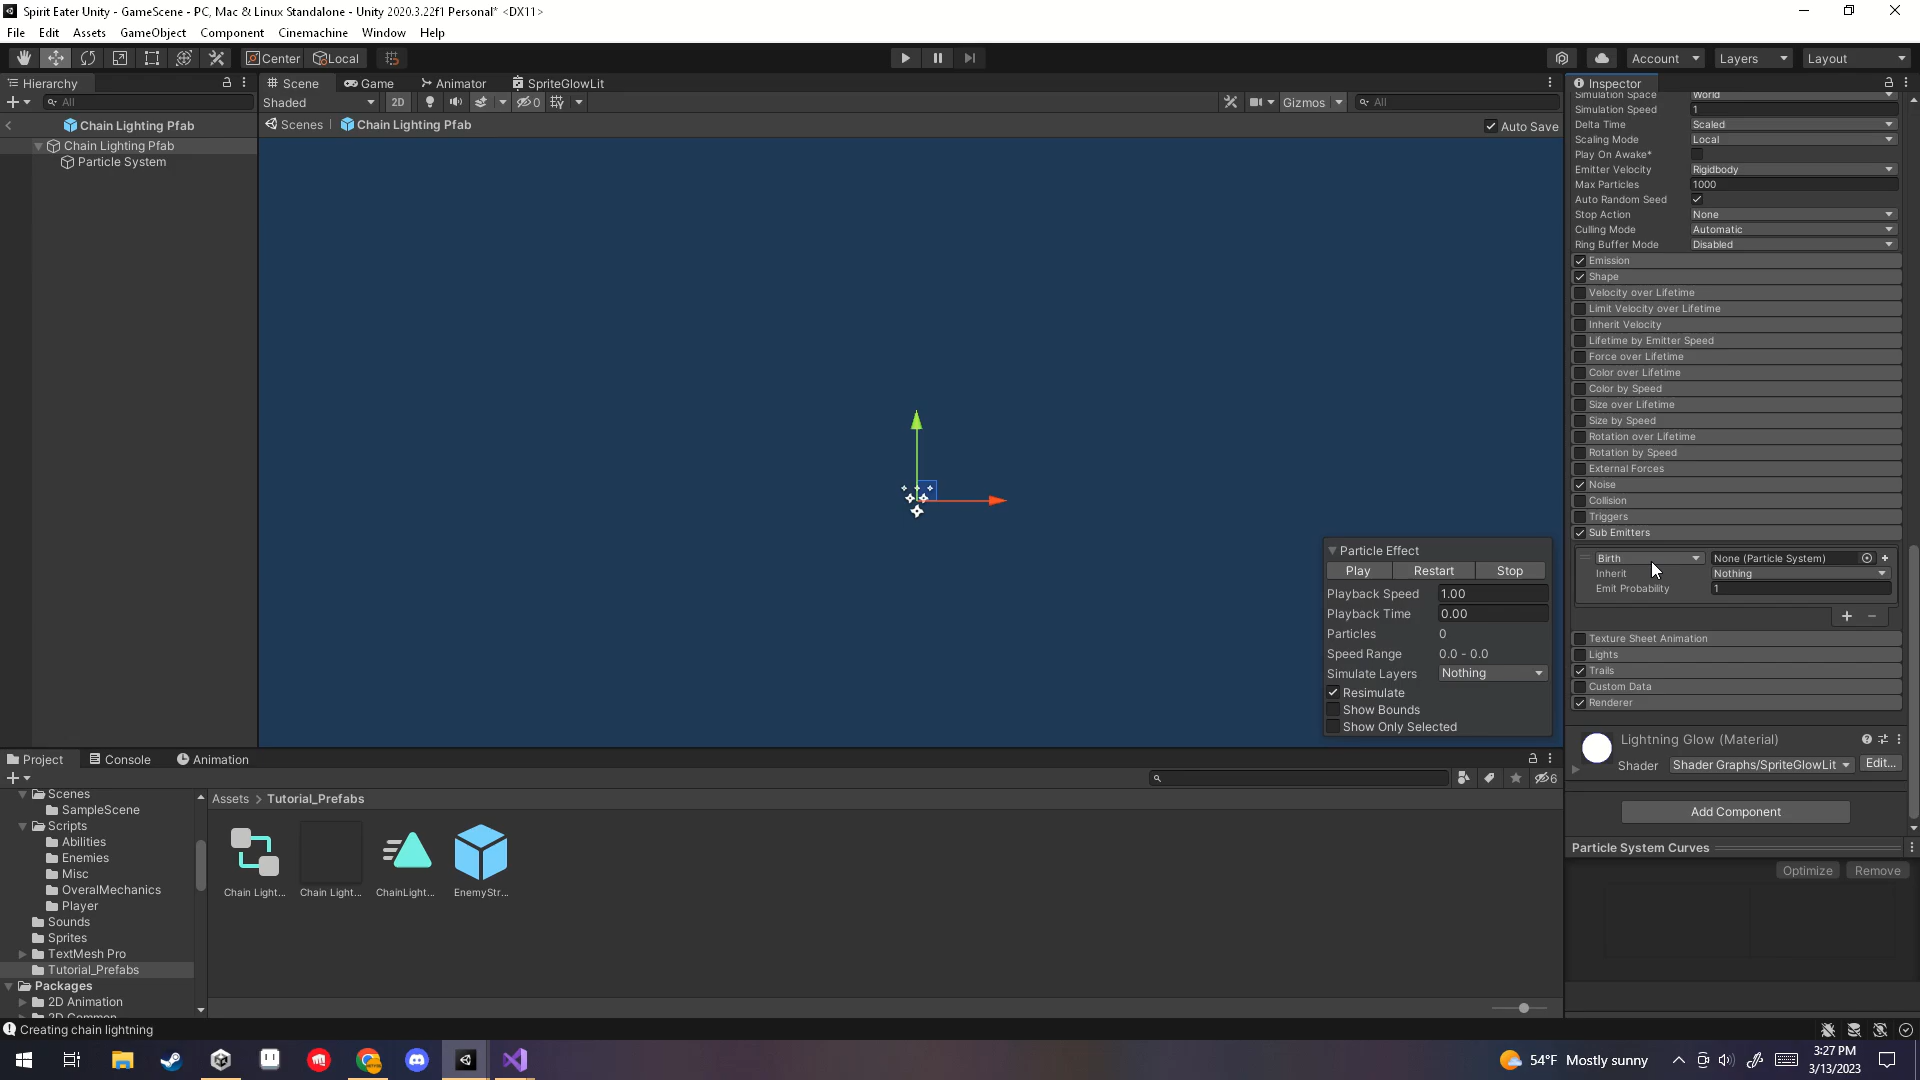 Spirit Eater Unity - GameScene - PC, Mac & Linux Standalone - Unity 2020.3.22f1 Personal* <DX11>
File Edit Assets GameObject Component Cinemachine Window Help
Center Local Account Layers Layout
Hierarchy
All
Chain Lighting Pfab
Chain Lighting Pfab
Particle System
Scene Game Animator SpriteGlowLit
Shaded 2D 0 Gizmos All
Scenes Chain Lighting Pfab Auto Save
Particle Effect
Play Restart Stop
Playback Speed 1.00
Playback Time 0.00
Particles 0
Speed Range 0.0 - 0.0
Simulate Layers Nothing
Resimulate
Show Bounds
Show Only Selected
Inspector
Simulation Space World
Simulation Speed 1
Delta Time Scaled
Scaling Mode Local
Play On Awake*
Emitter Velocity Rigidbody
Max Particles 1000
Auto Random Seed
Stop Action None
Culling Mode Automatic
Ring Buffer Mode Disabled
Emission
Shape
Velocity over Lifetime
Limit Velocity over Lifetime
Inherit Velocity
Lifetime by Emitter Speed
Force over Lifetime
Color over Lifetime
Color by Speed
Size over Lifetime
Size by Speed
Rotation over Lifetime
Rotation by Speed
External Forces
Noise
Collision
Triggers
Sub Emitters
Birth None (Particle System)
Inherit Nothing
Emit Probability 1
Texture Sheet Animation
Lights
Trails
Custom Data
Renderer
Lightning Glow (Material)
Shader Shader Graphs/SpriteGlowLit Edit...
Add Component
Particle System Curves
Optimize Remove
Project Console Animation
6
Scenes
SampleScene
Scripts
Abilities
Enemies
Misc
OveralMechanics
Player
Sounds
Sprites
TextMesh Pro
Tutorial_Prefabs
Packages
2D Animation
2D Common
Assets > Tutorial_Prefabs
Chain Light... Chain Light... ChainLight... EnemyStr...
Creating chain lightning
54°F Mostly sunny
3:27 PM
3/13/2023